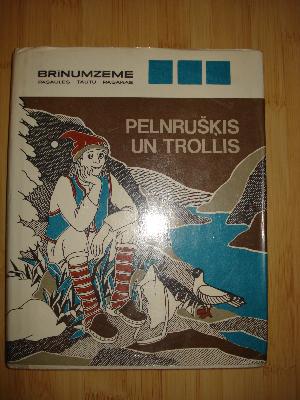 BRĪNUMZEME
PASAULES TAUTU PASAKAS
PELNRUŠĶIS
UN TROLLIS